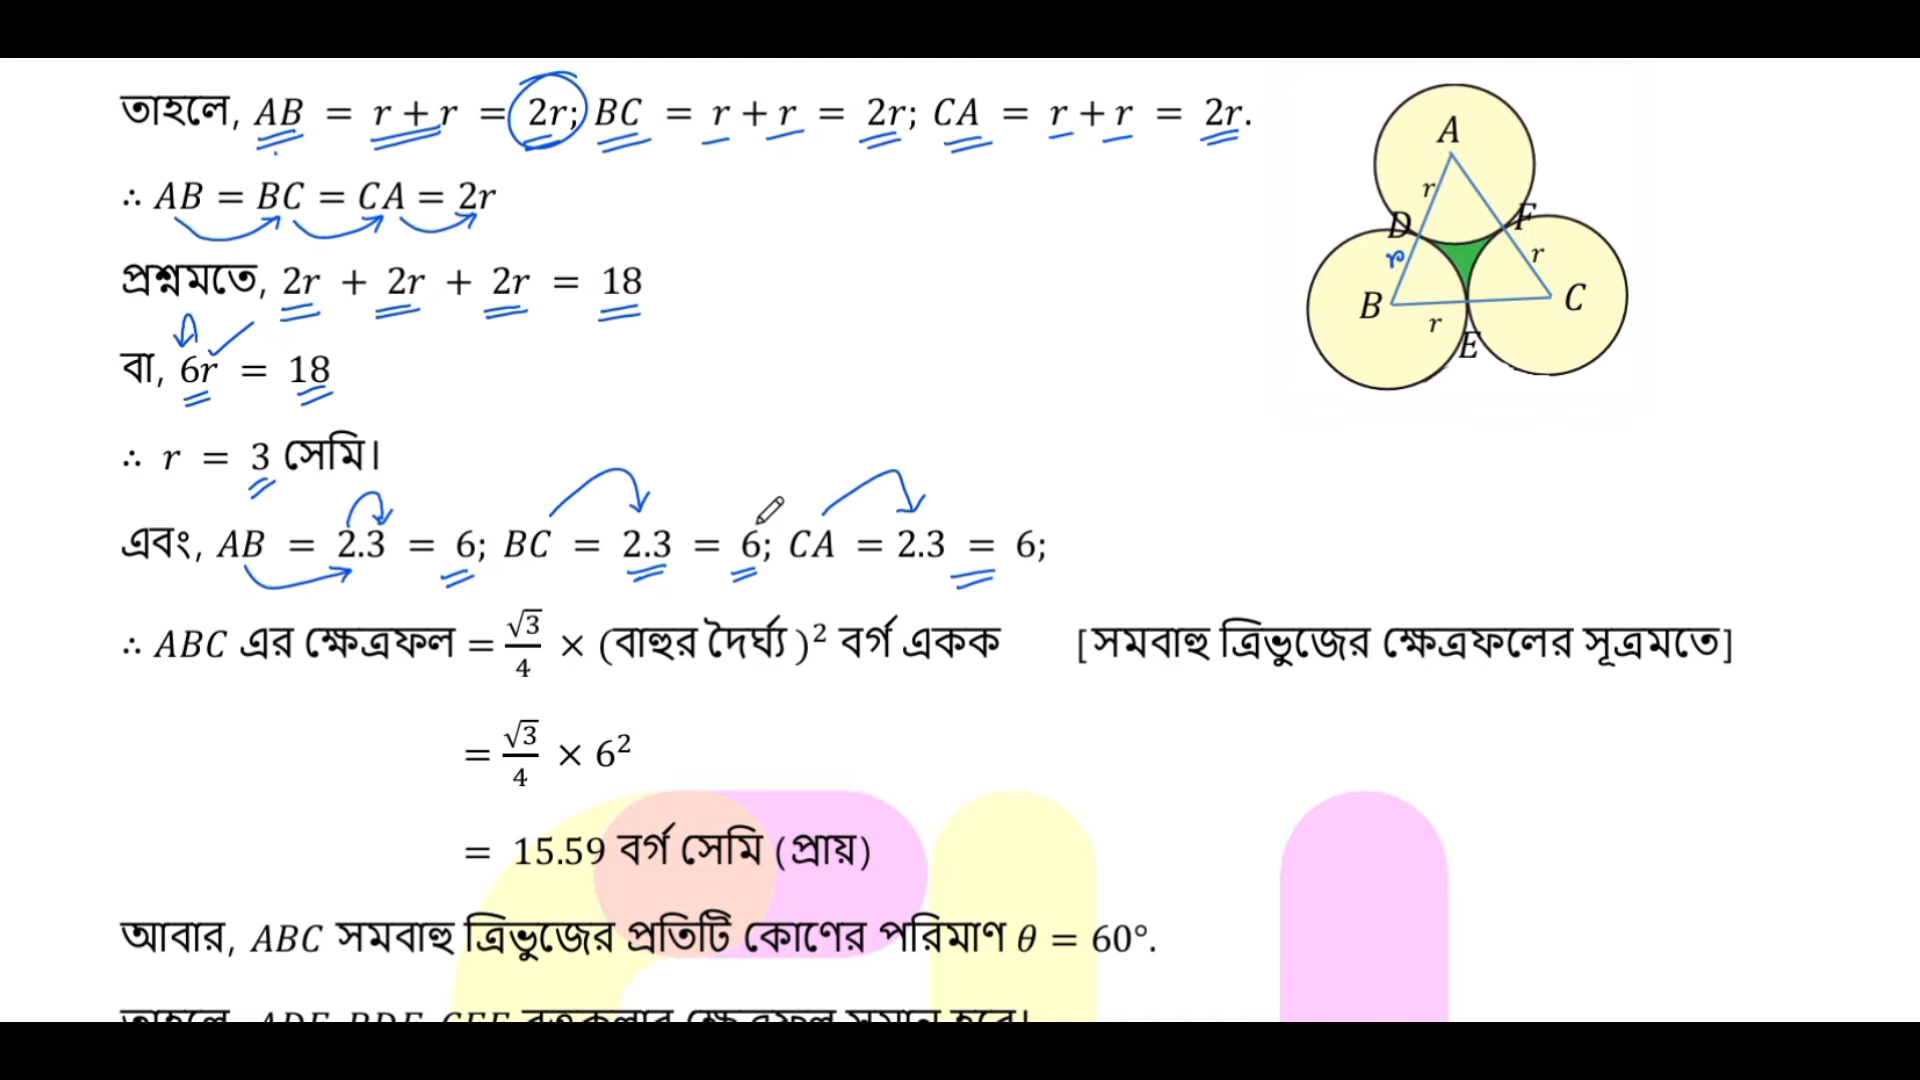 তাহলে, AB = r + r = 2r; BC = r + r = 2r; CA = r + r = 2r.
∴ AB = BC = CA = 2r
প্রশ্নমতে, 2r + 2r + 2r = 18
বা, 6r = 18
∴ r = 3 সেমি।
এবং, AB = 2.3 = 6; BC = 2.3 = 6; CA = 2.3 = 6;
∴ ABC এর ক্ষেত্রফল = √3/4 × (বাহুর দৈর্ঘ্য)² বর্গ একক [সমবাহু ত্রিভুজের ক্ষেত্রফলের সূত্রমতে]
= √3/4 × 6²
= 15.59 বর্গ সেমি (প্রায়)
আবার, ABC সমবাহু ত্রিভুজের প্রতিটি কোণের পরিমাণ θ = 60°.
A
r
D F
r r
B C
r
E